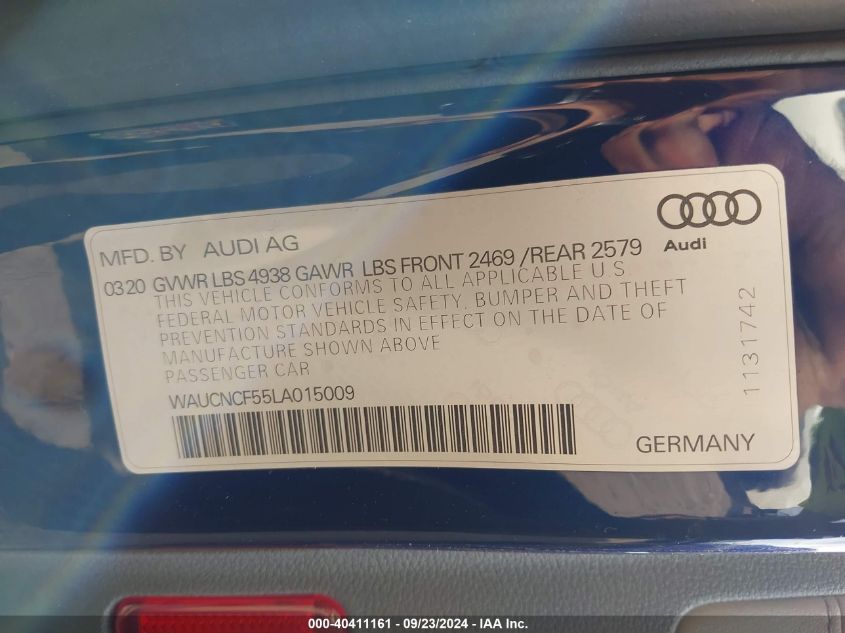 MFD. BY AUDI AG
Audi
0320 GVWR LBS 4938 GAWR LBS FRONT 2469 /REAR 2579
THIS VEHICLE CONFORMS TO ALL APPLICABLE U.S.
FEDERAL MOTOR VEHICLE SAFETY, BUMPER AND THEFT
PREVENTION STANDARDS IN EFFECT ON THE DATE OF
MANUFACTURE SHOWN ABOVE
PASSENGER CAR
WAUCNCF55LA015009
1131742
GERMANY
000-40411161 - 09/23/2024 - IAA Inc.